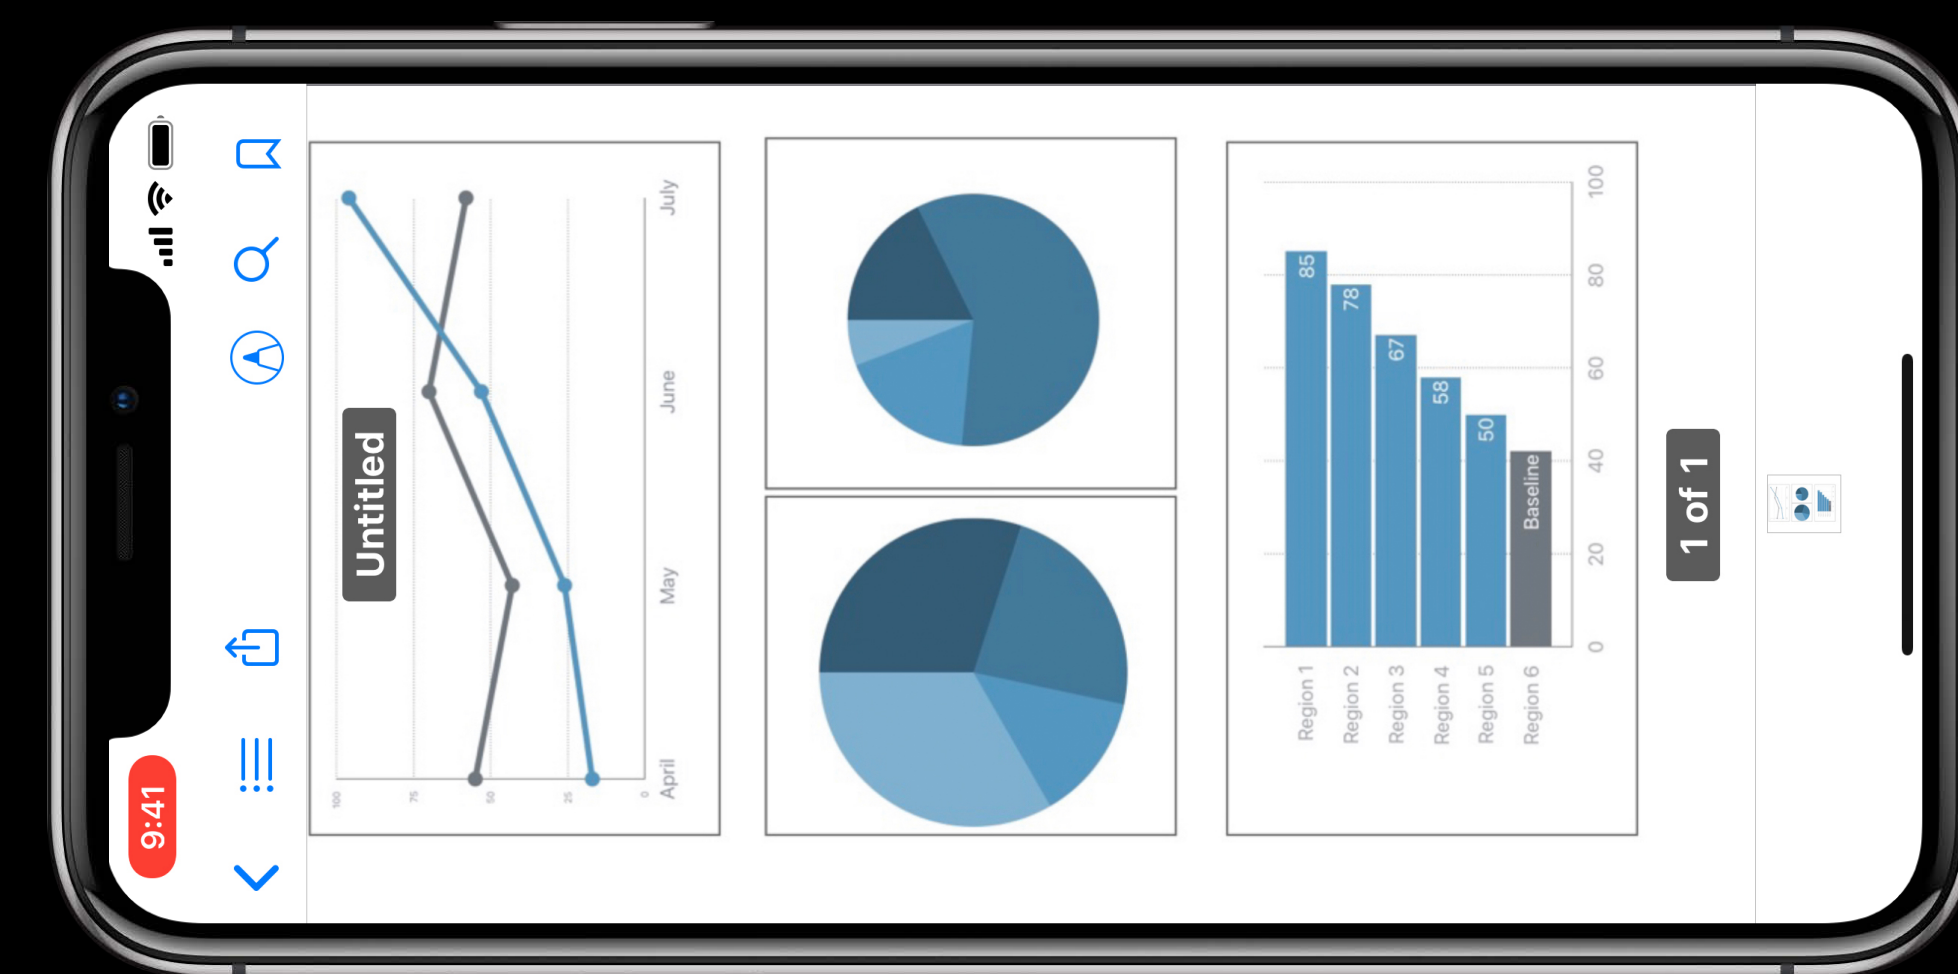 9:41
Untitled
100
75
50
25
0
April
May
June
July
Region 1
85
Region 2
78
Region 3
67
Region 4
58
Region 5
50
Region 6
Baseline
0
20
40
60
80
100
1 of 1